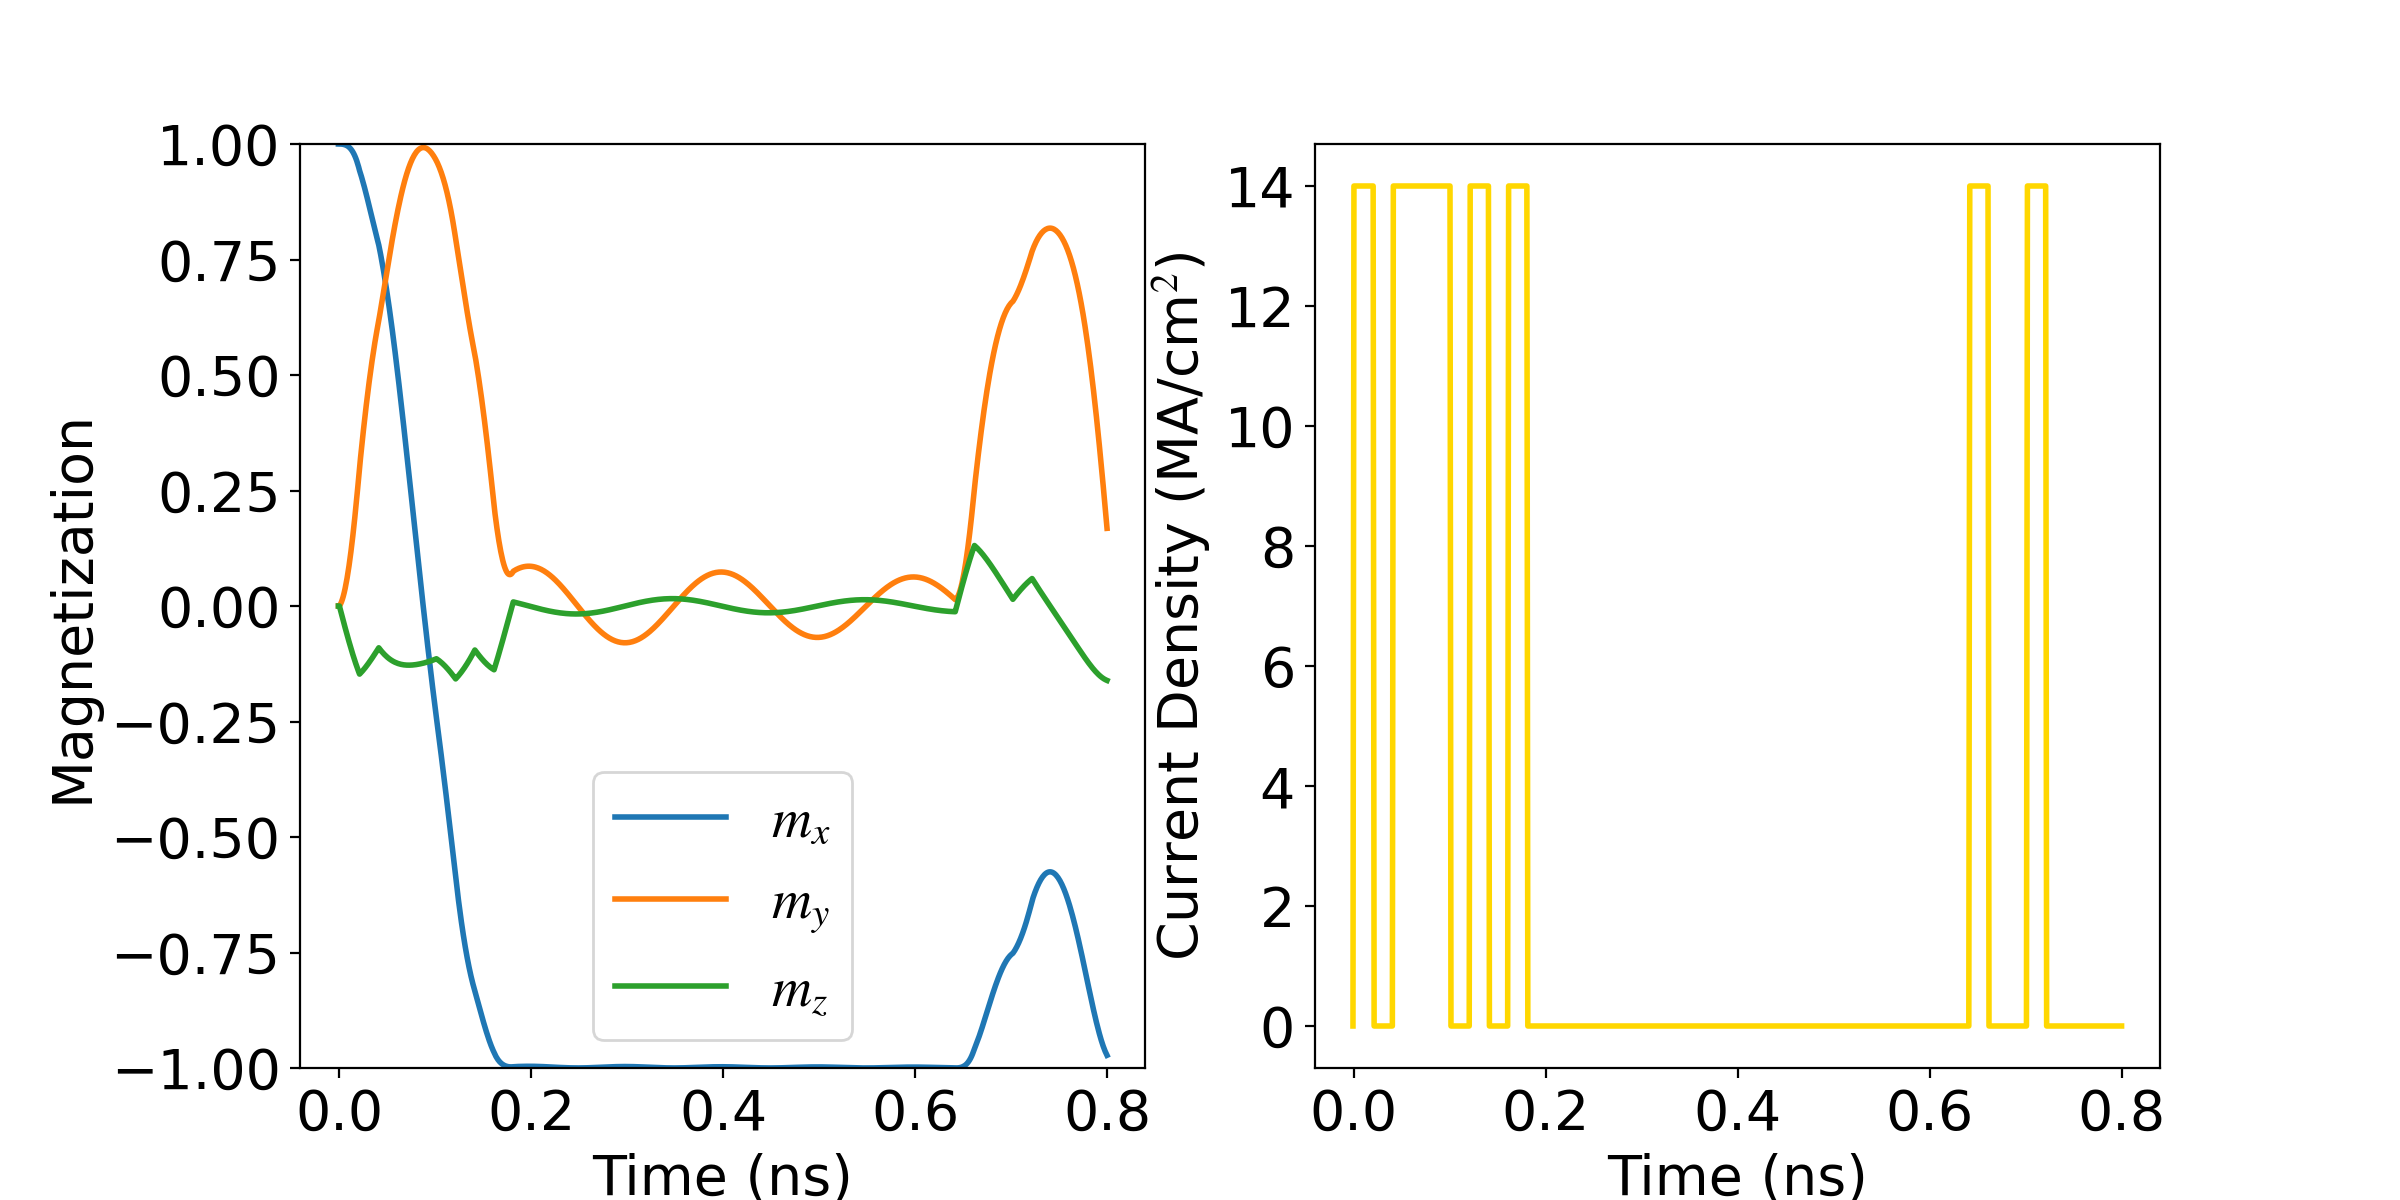 1.00
0.75
0.50
0.25
0.00
−0.25
−0.50
−0.75
−1.00
Magnetization
0.0 0.2 0.4 0.6 0.8
Time (ns)
m_x
m_y
m_z
14
12
10
8
6
4
2
0
Current Density (MA/cm²)
0.0 0.2 0.4 0.6 0.8
Time (ns)